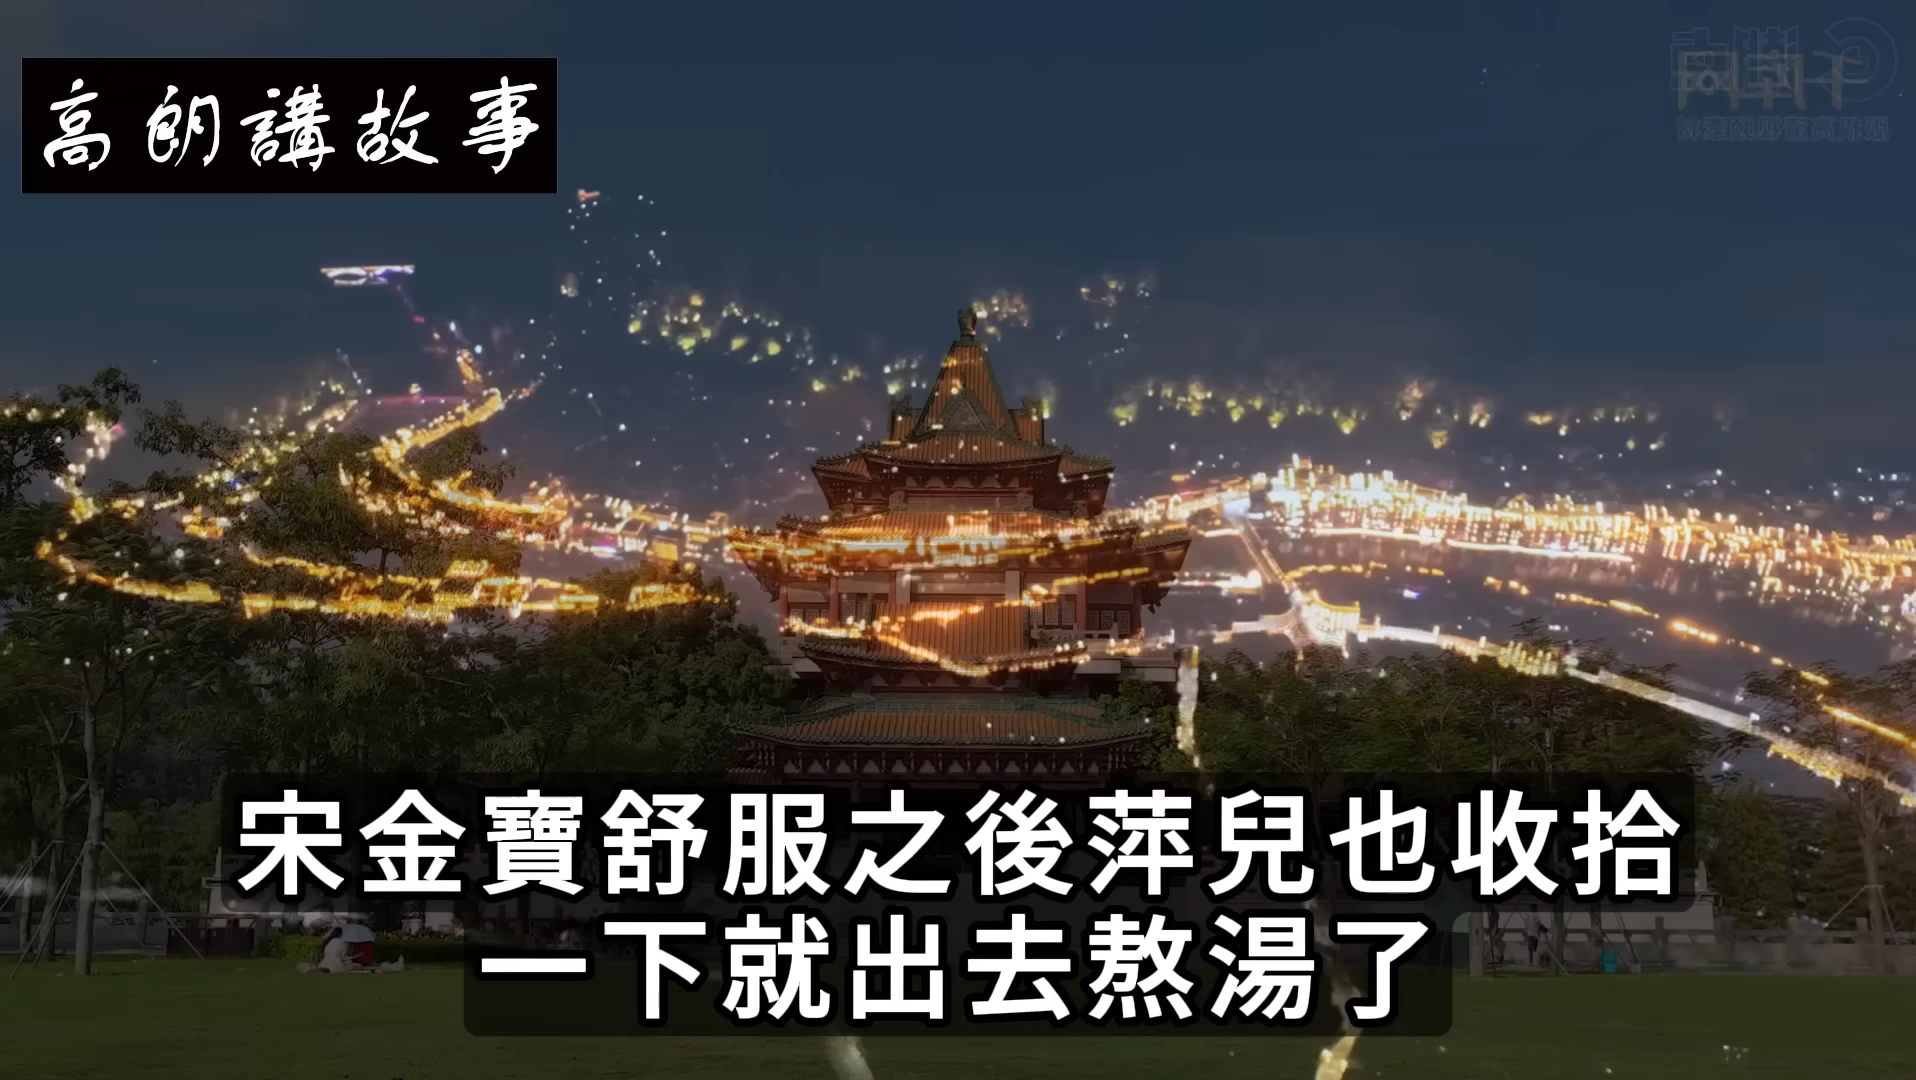 高朗講故事
宋金寶舒服之後萍兒也收拾
一下就出去熬湯了